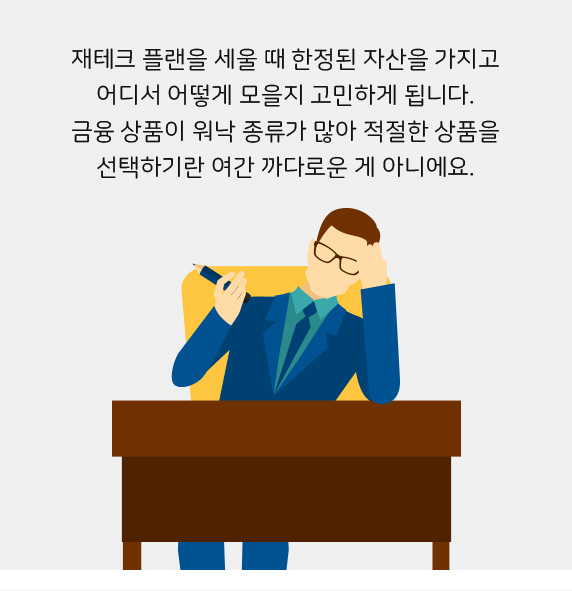 재테크 플랜을 세울 때 한정된 자산을 가지고
어디서 어떻게 모을지 고민하게 됩니다.
금융 상품이 워낙 종류가 많아 적절한 상품을
선택하기란 여간 까다로운 게 아니에요.